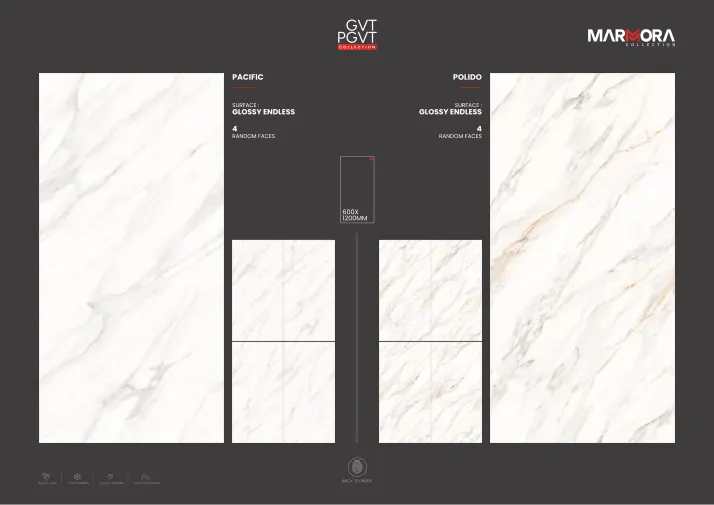 GVT
PGVT
COLLECTION
MARMORA
COLLECTION
PACIFIC
SURFACE :
GLOSSY ENDLESS
4
RANDOM FACES
POLIDO
SURFACE :
GLOSSY ENDLESS
4
RANDOM FACES
600X
1200MM
BACK TO INDEX